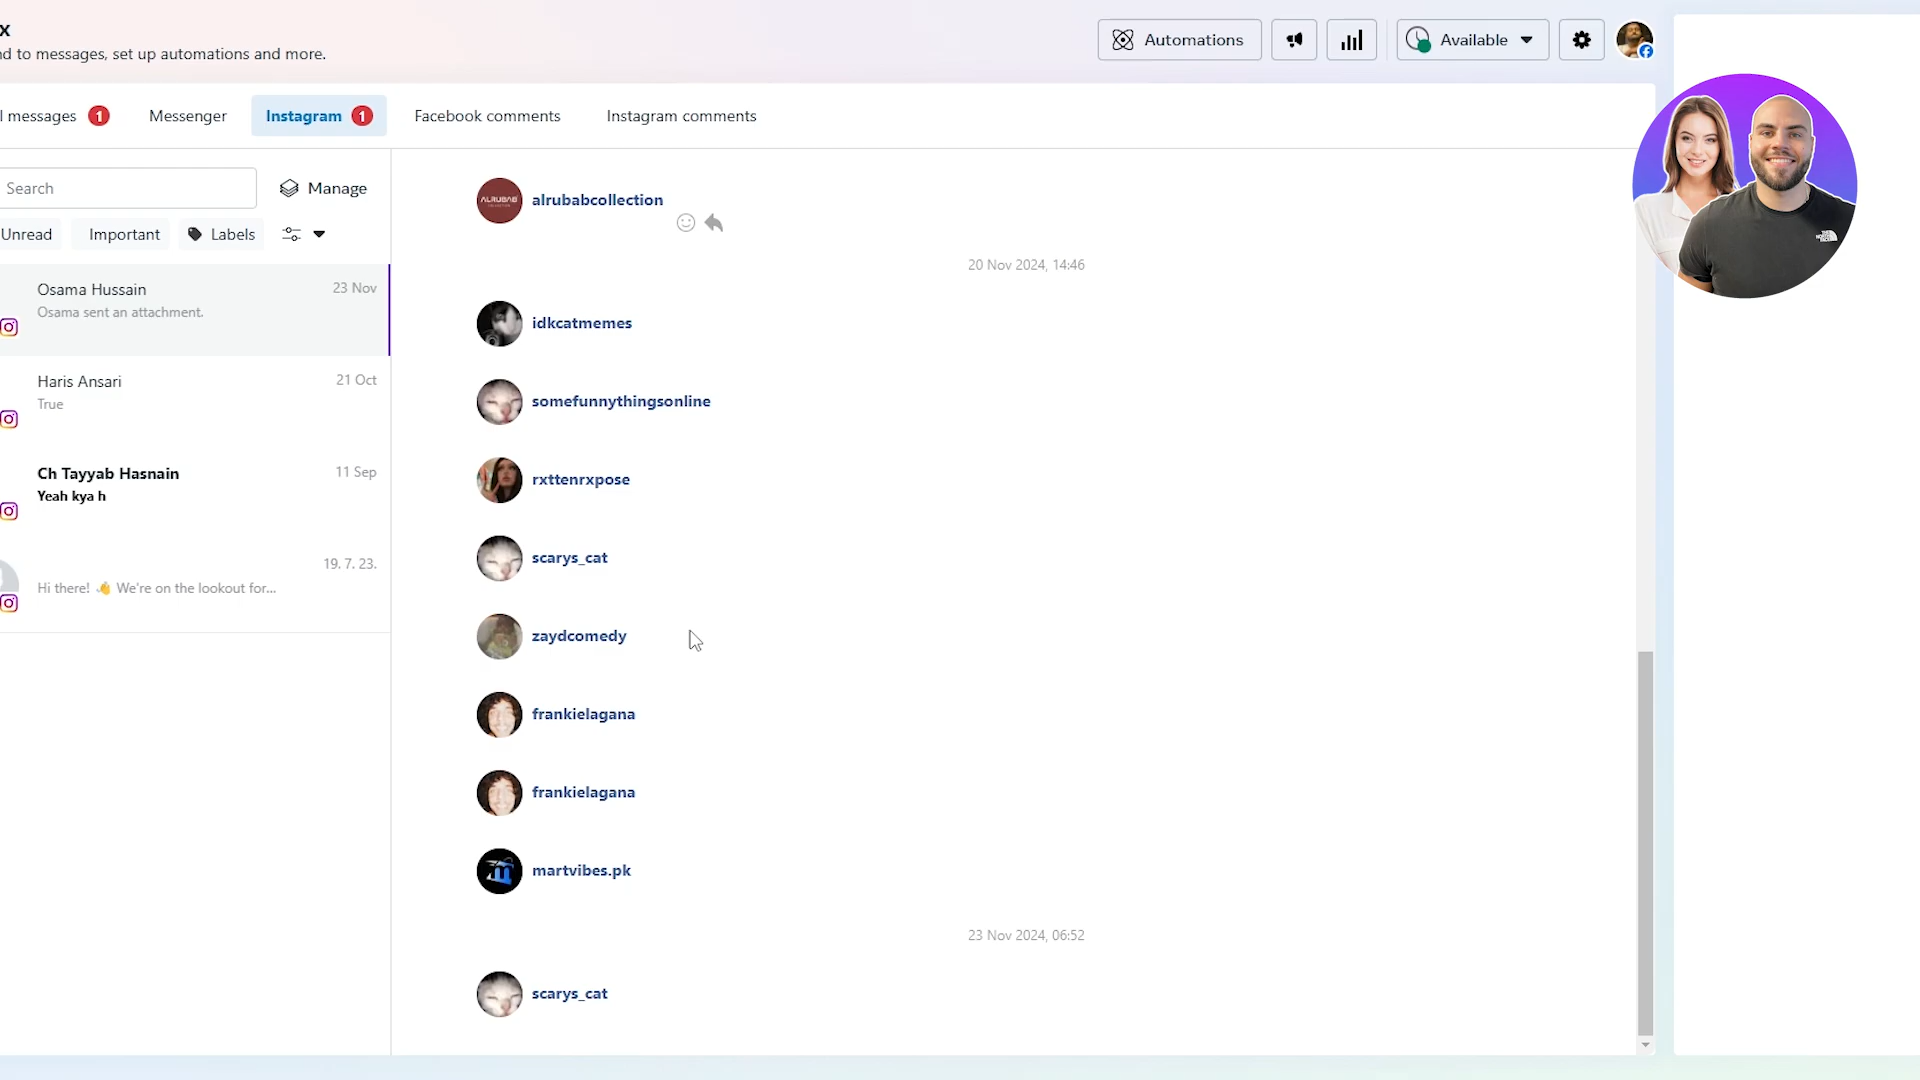 x
nd to messages, set up automations and more.
Automations
Available
l messages 1
Messenger
Instagram 1
Facebook comments
Instagram comments
Search
Manage
Unread
Important
Labels
Osama Hussain
23 Nov
Osama sent an attachment.
Haris Ansari
21 Oct
True
Ch Tayyab Hasnain
11 Sep
Yeah kya h
19. 7. 23.
Hi there! 👋 We're on the lookout for...
ALRUBAB
alrubabcollection
20 Nov 2024, 14:46
idkcatmemes
somefunnythingsonline
rxttenrxpose
scarys_cat
zaydcomedy
frankielagana
frankielagana
martvibes.pk
23 Nov 2024, 06:52
scarys_cat